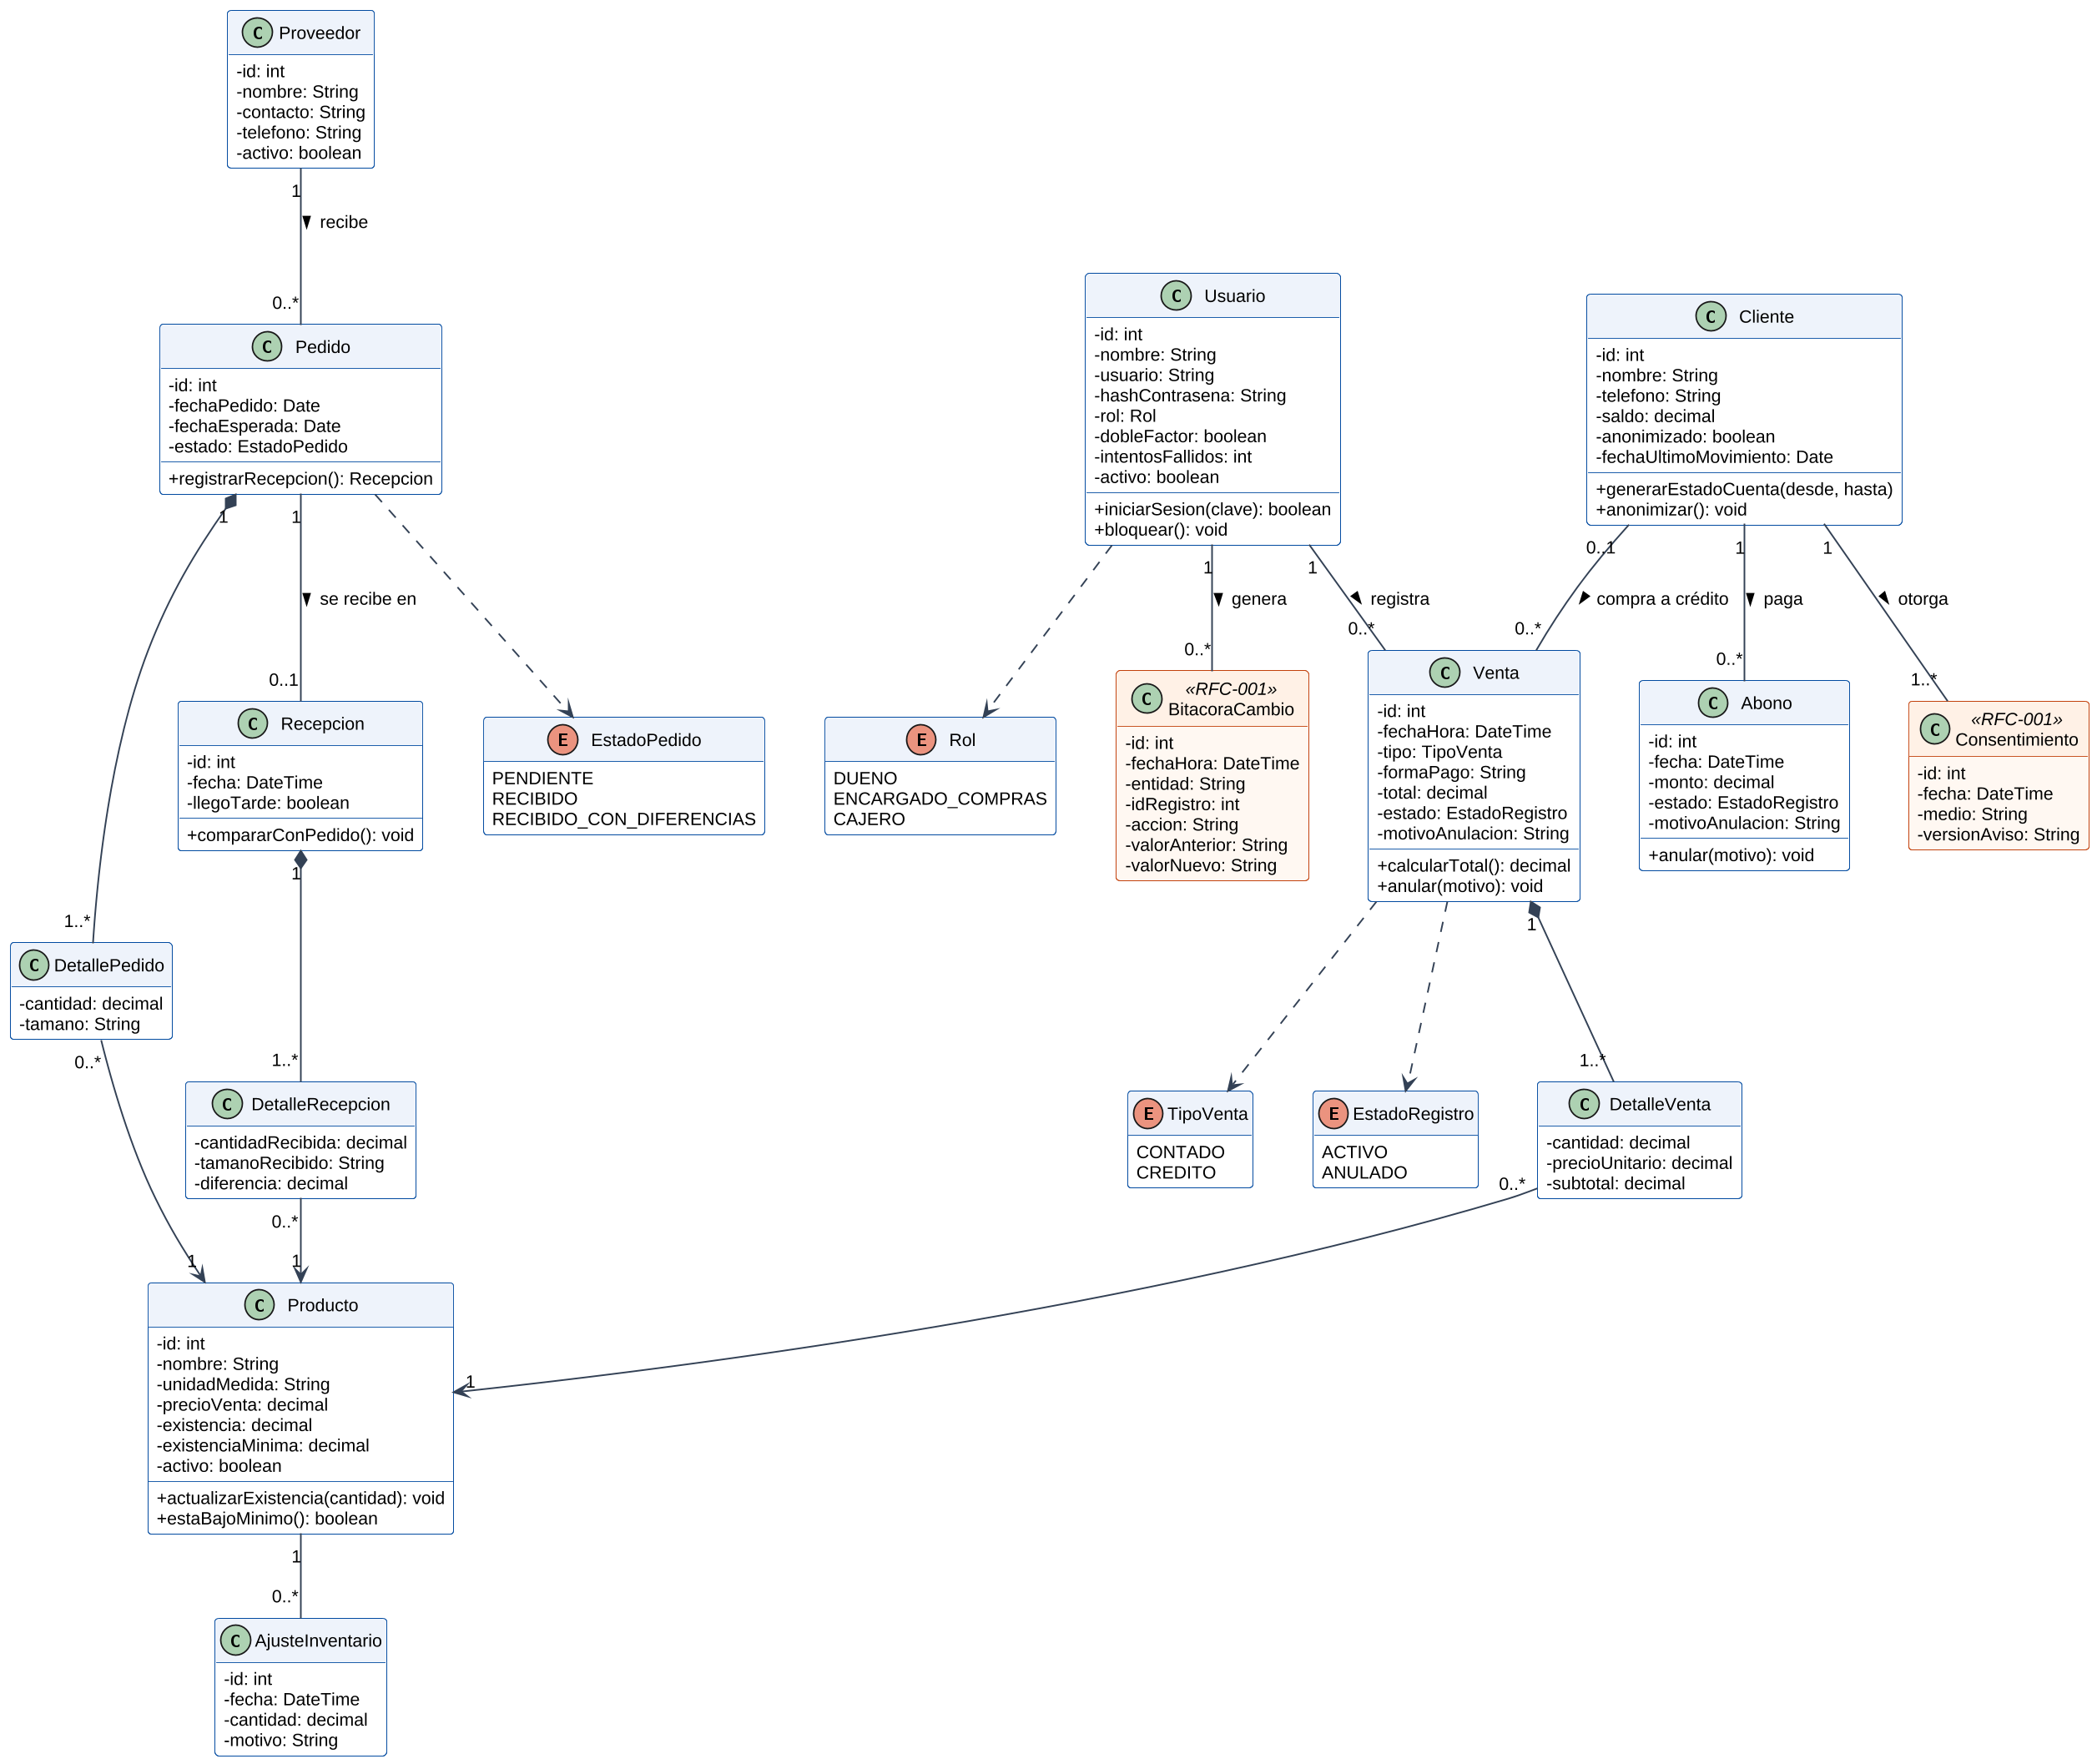 C Proveedor
-id: int
-nombre: String
-contacto: String
-telefono: String
-activo: boolean
1
recibe
0..*
C Pedido
-id: int
-fechaPedido: Date
-fechaEsperada: Date
-estado: EstadoPedido
+registrarRecepcion(): Recepcion
1
1
se recibe en
0..1
1..*
C Usuario
-id: int
-nombre: String
-usuario: String
-hashContrasena: String
-rol: Rol
-dobleFactor: boolean
-intentosFallidos: int
-activo: boolean
+iniciarSesion(clave): boolean
+bloquear(): void
1
genera
0..*
1
registra
0..*
C Cliente
-id: int
-nombre: String
-telefono: String
-saldo: decimal
-anonimizado: boolean
-fechaUltimoMovimiento: Date
+generarEstadoCuenta(desde, hasta)
+anonimizar(): void
0..1
compra a crédito
0..*
1
paga
0..*
1
otorga
1..*
C Recepcion
-id: int
-fecha: DateTime
-llegoTarde: boolean
+compararConPedido(): void
1
1..*
E EstadoPedido
PENDIENTE
RECIBIDO
RECIBIDO_CON_DIFERENCIAS
E Rol
DUENO
ENCARGADO_COMPRAS
CAJERO
C «RFC-001»
BitacoraCambio
-id: int
-fechaHora: DateTime
-entidad: String
-idRegistro: int
-accion: String
-valorAnterior: String
-valorNuevo: String
C Venta
-id: int
-fechaHora: DateTime
-tipo: TipoVenta
-formaPago: String
-total: decimal
-estado: EstadoRegistro
-motivoAnulacion: String
+calcularTotal(): decimal
+anular(motivo): void
1
1..*
C Abono
-id: int
-fecha: DateTime
-monto: decimal
-estado: EstadoRegistro
-motivoAnulacion: String
+anular(motivo): void
C «RFC-001»
Consentimiento
-id: int
-fecha: DateTime
-medio: String
-versionAviso: String
C DetallePedido
-cantidad: decimal
-tamano: String
0..*
1
C DetalleRecepcion
-cantidadRecibida: decimal
-tamanoRecibido: String
-diferencia: decimal
0..*
1
E TipoVenta
CONTADO
CREDITO
E EstadoRegistro
ACTIVO
ANULADO
C DetalleVenta
-cantidad: decimal
-precioUnitario: decimal
-subtotal: decimal
0..*
1
C Producto
-id: int
-nombre: String
-unidadMedida: String
-precioVenta: decimal
-existencia: decimal
-existenciaMinima: decimal
-activo: boolean
+actualizarExistencia(cantidad): void
+estaBajoMinimo(): boolean
1
0..*
C AjusteInventario
-id: int
-fecha: DateTime
-cantidad: decimal
-motivo: String